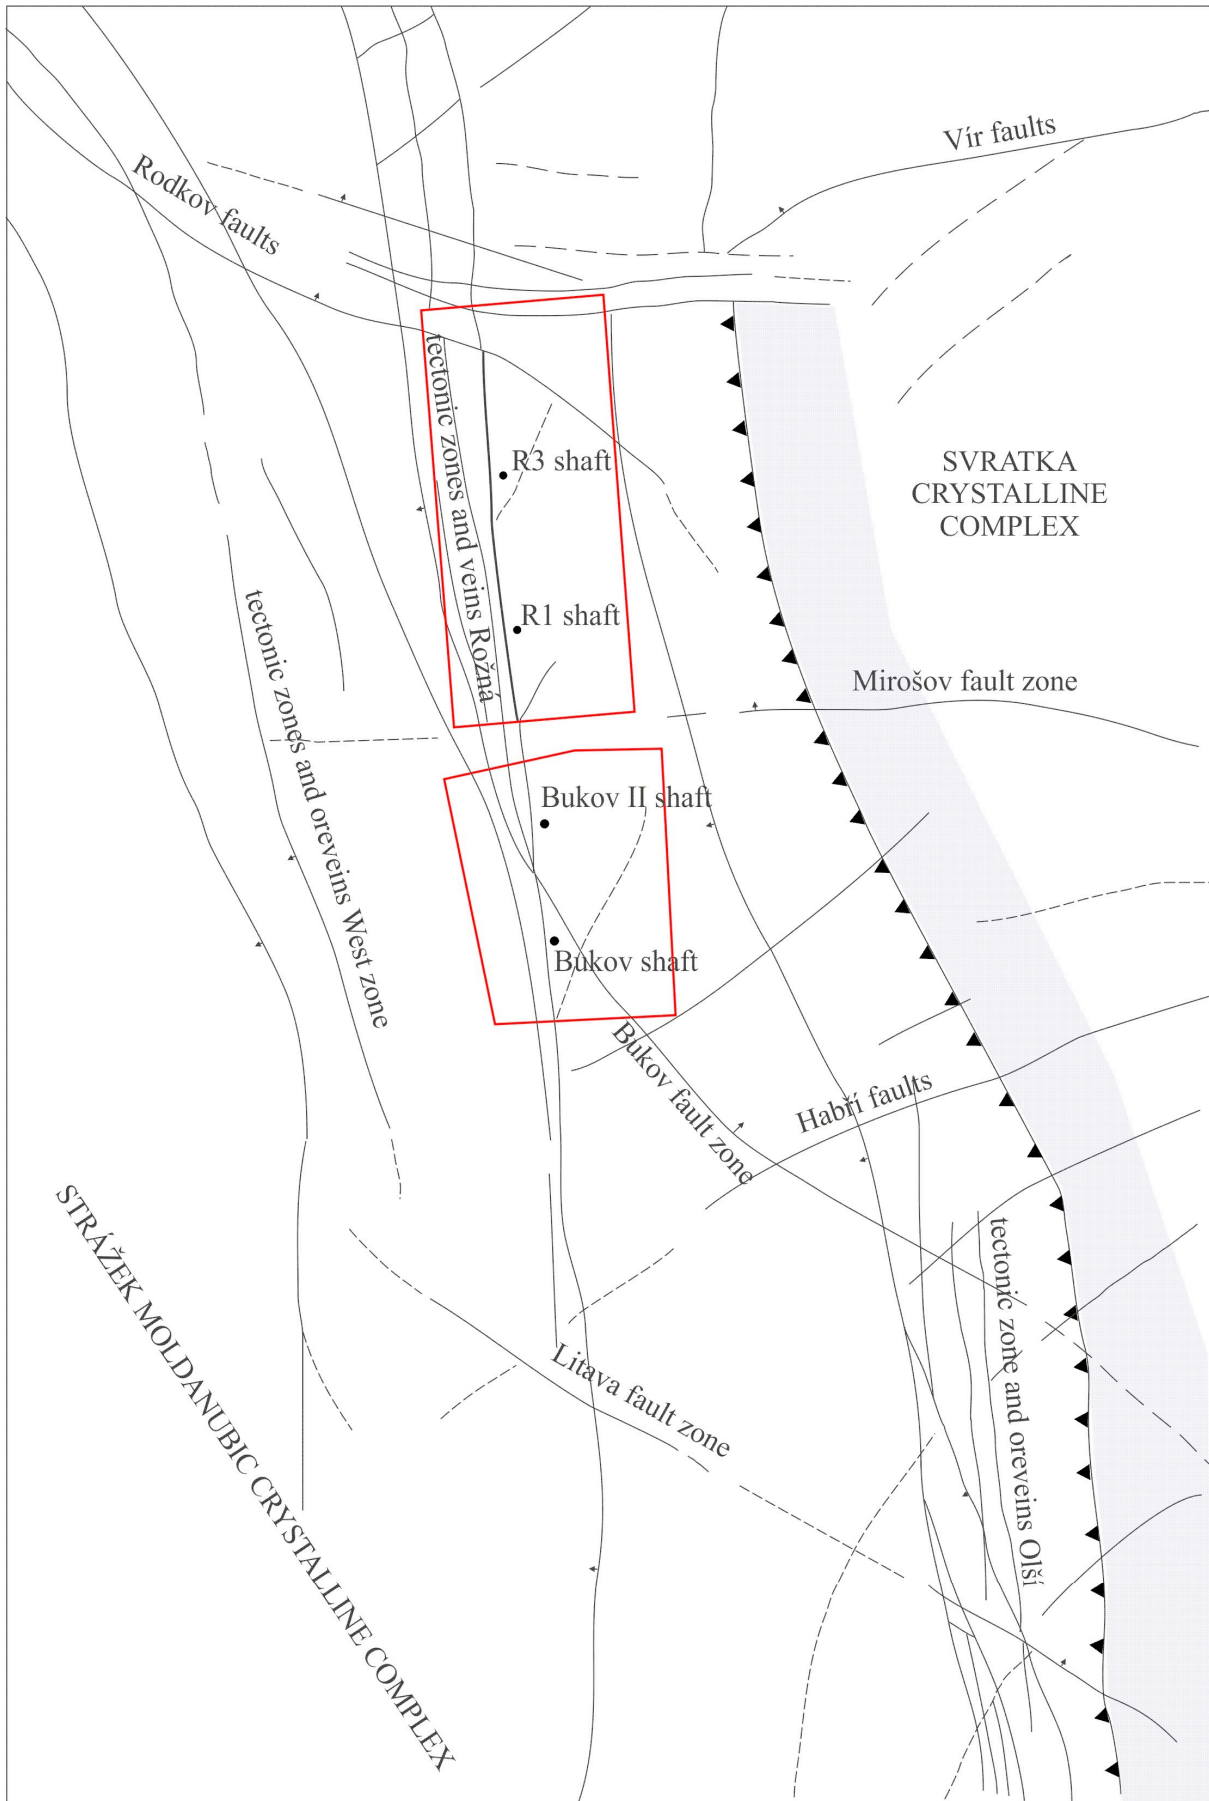 Vír faults
Rodkov faults
tectonic zones and veins Rožná
R3 shaft
SVRATKA
CRYSTALLINE
COMPLEX
R1 shaft
tectonic zones and oreveins West zone
Mirošov fault zone
Bukov II shaft
Bukov shaft
Bukov fault zone
Habří faults
STRÁŽEK MOLDANUBIC CRYSTALLINE COMPLEX
tectonic zone and oreveins Olší
Litava fault zone